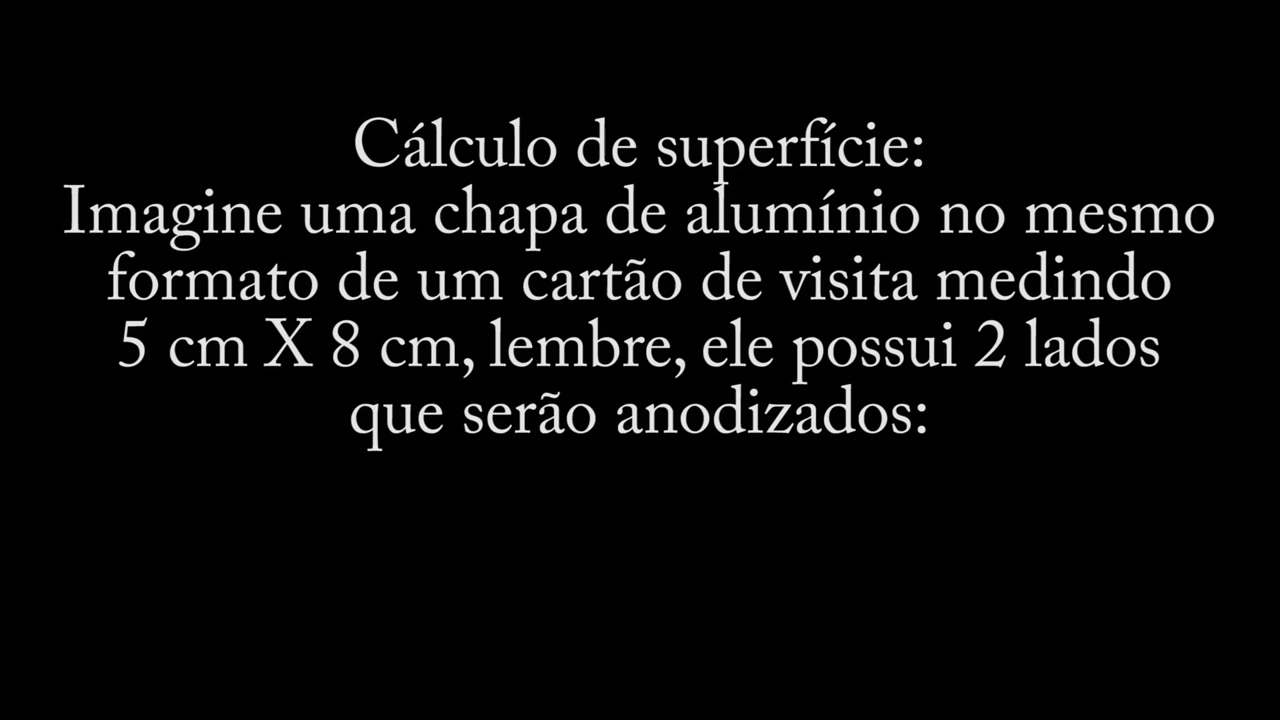 Cálculo de superfície:
Imagine uma chapa de alumínio no mesmo
formato de um cartão de visita medindo
5 cm X 8 cm, lembre, ele possui 2 lados
que serão anodizados: